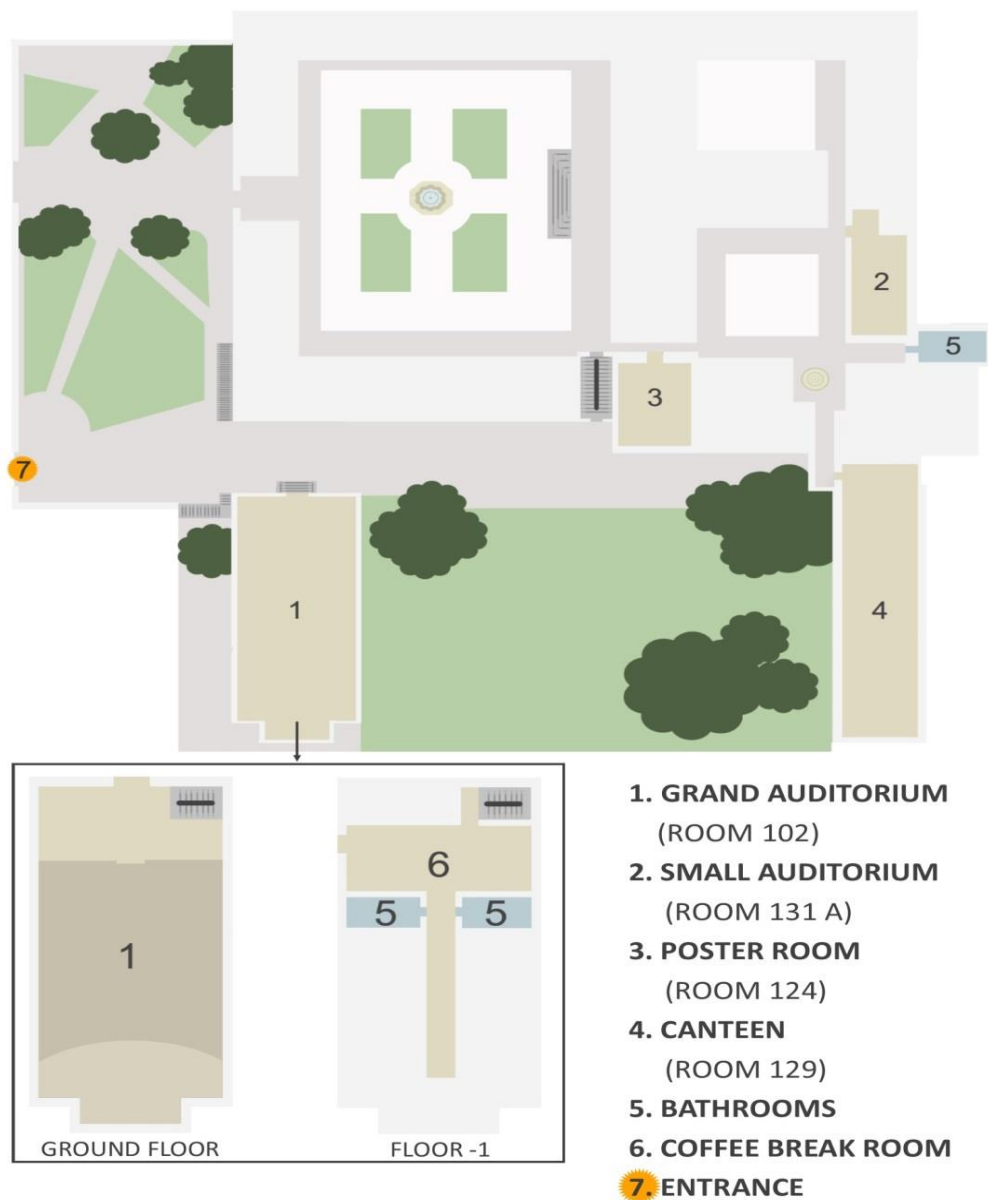 2
5
3
7
1
4
6
5 5
1
GROUND FLOOR
FLOOR -1
1. GRAND AUDITORIUM
(ROOM 102)
2. SMALL AUDITORIUM
(ROOM 131 A)
3. POSTER ROOM
(ROOM 124)
4. CANTEEN
(ROOM 129)
5. BATHROOMS
6. COFFEE BREAK ROOM
7. ENTRANCE